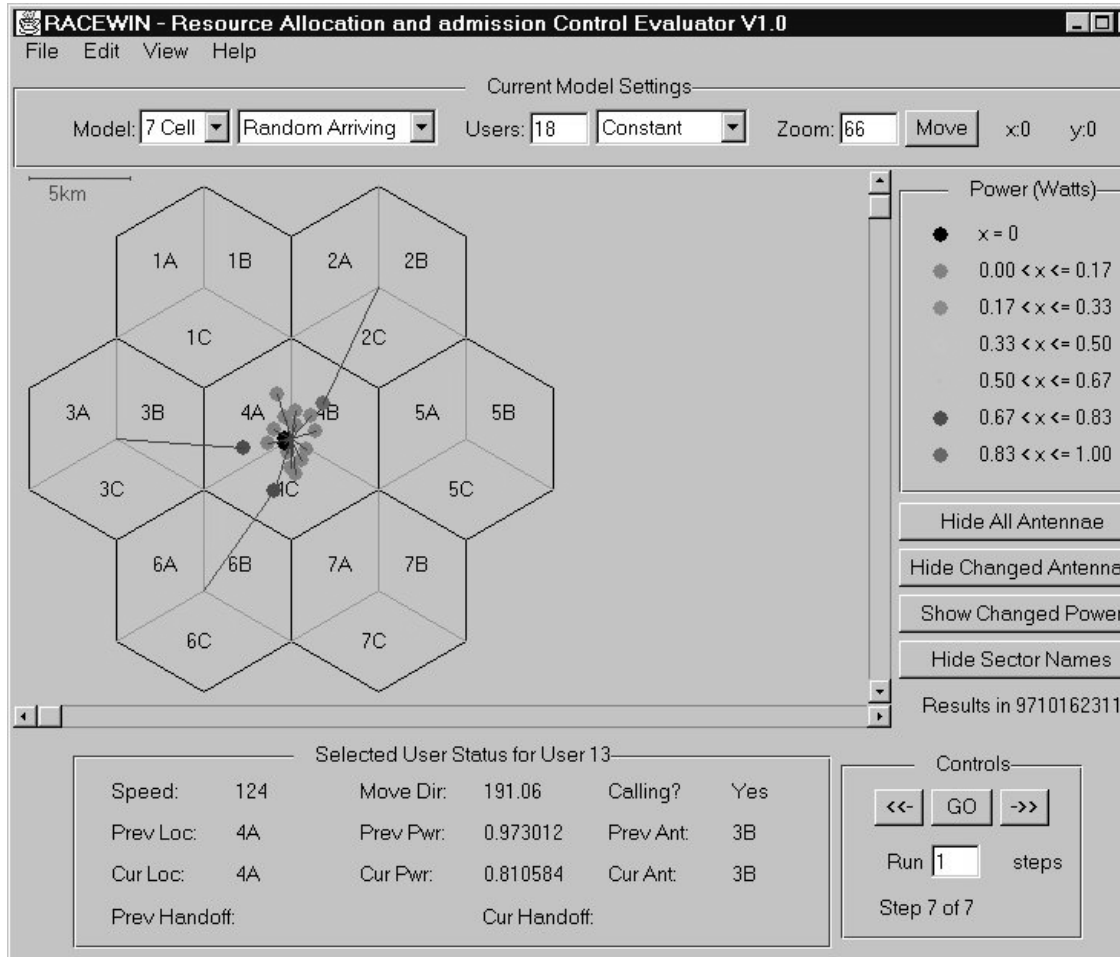 RACEWIN - Resource Allocation and admission Control Evaluator V1.0
File Edit View Help
Current Model Settings
Model: 7 Cell Random Arriving Users: 18 Constant Zoom: 66 Move x:0 y:0
5km
Power (Watts)
x = 0
0.00 < x <= 0.17
0.17 < x <= 0.33
0.33 < x <= 0.50
0.50 < x <= 0.67
0.67 < x <= 0.83
0.83 < x <= 1.00
1A 1B 2A 2B
1C 2C
3A 3B 4A 4B 5A 5B
3C 4C 5C
6A 6B 7A 7B
6C 7C
Hide All Antennae
Hide Changed Antenna
Show Changed Power
Hide Sector Names
Results in 9710162311
Selected User Status for User 13
Speed: 124 Move Dir: 191.06 Calling? Yes
Prev Loc: 4A Prev Pwr: 0.973012 Prev Ant: 3B
Cur Loc: 4A Cur Pwr: 0.810584 Cur Ant: 3B
Prev Handoff: Cur Handoff:
Controls
<<- GO ->>
Run 1 steps
Step 7 of 7